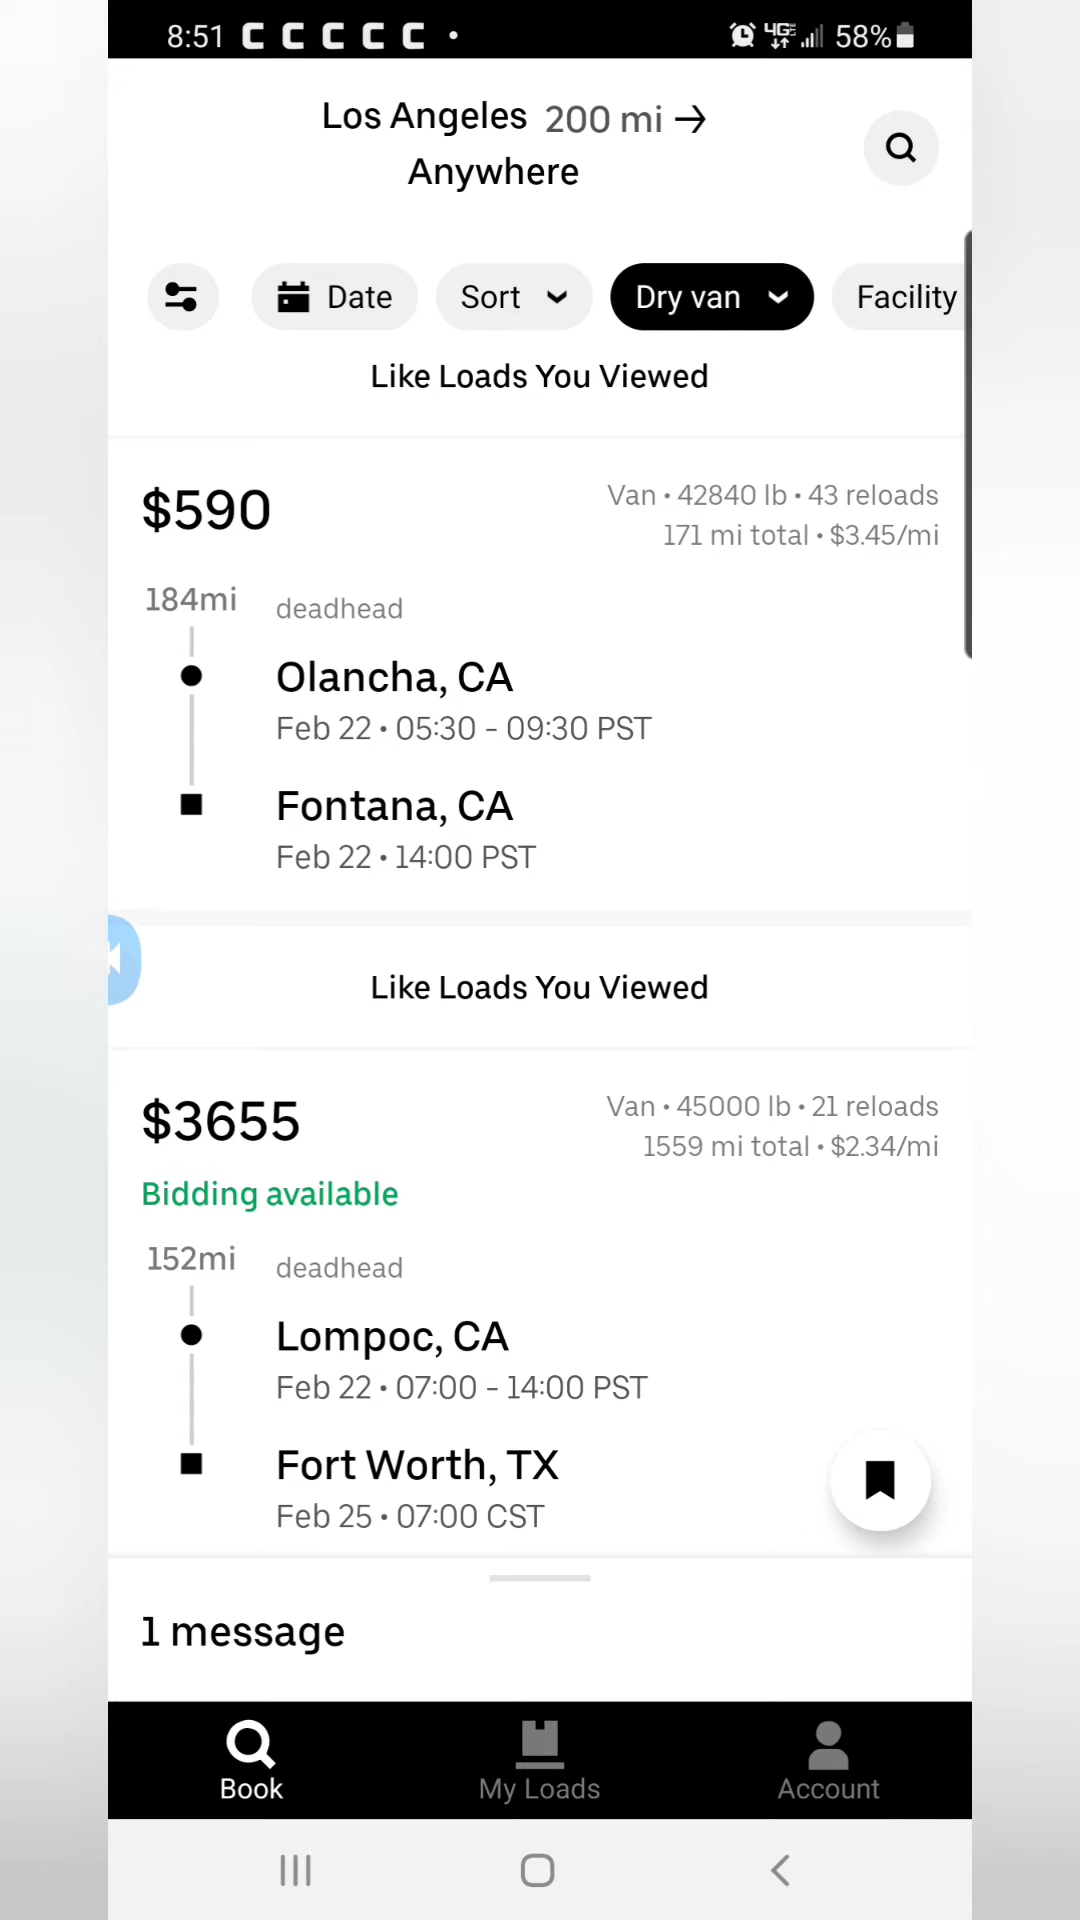 8:51 C C C C C • 4G 58%
Los Angeles 200 mi →
Anywhere
Date Sort Dry van Facility
Like Loads You Viewed
$590 Van • 42840 lb • 43 reloads
171 mi total • $3.45/mi
184mi deadhead
Olancha, CA
Feb 22 • 05:30 - 09:30 PST
Fontana, CA
Feb 22 • 14:00 PST
Like Loads You Viewed
$3655 Van • 45000 lb • 21 reloads
1559 mi total • $2.34/mi
Bidding available
152mi deadhead
Lompoc, CA
Feb 22 • 07:00 - 14:00 PST
Fort Worth, TX
Feb 25 • 07:00 CST
1 message
Book My Loads Account